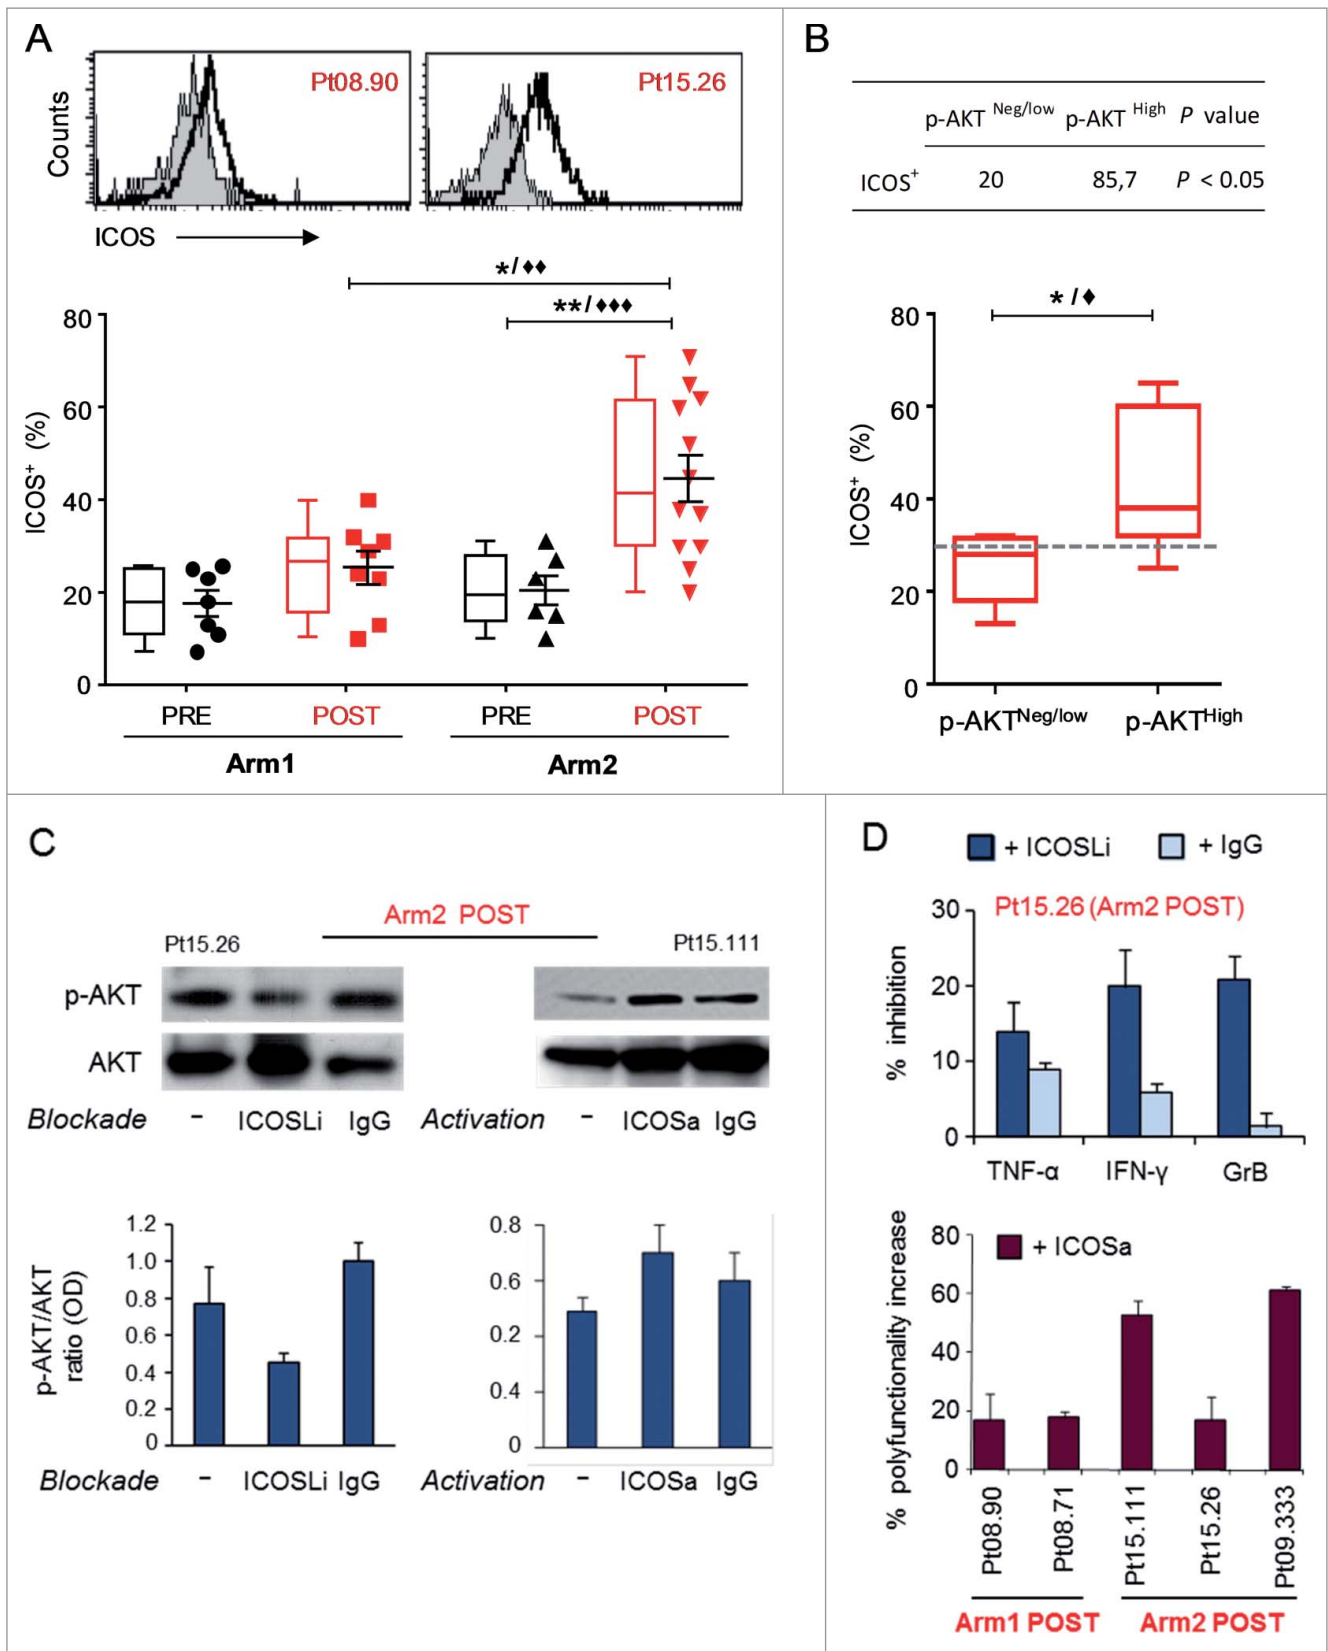 A
Pt08.90
Pt15.26
Counts
ICOS
*/♦♦
**/♦♦♦
80
60
40
20
0
ICOS+ (%)
PRE
POST
PRE
POST
Arm1
Arm2
B
p-AKT Neg/low p-AKT High P value
ICOS+ 20 85,7 P < 0.05
*/♦
80
60
40
20
0
ICOS+ (%)
p-AKTNeg/low
p-AKTHigh
C
Arm2 POST
Pt15.26
Pt15.111
p-AKT
AKT
Blockade - ICOSLi IgG
Activation - ICOSa IgG
p-AKT/AKT
ratio (OD)
1.2
1.0
0.8
0.6
0.4
0.2
0
Blockade - ICOSLi IgG
0.8
0.6
0.2
0.4
0
Activation - ICOSa IgG
D
+ ICOSLi
+ IgG
Pt15.26 (Arm2 POST)
% inhibition
30
20
10
0
TNF-α
IFN-γ
GrB
% polyfunctionality increase
+ ICOSa
80
60
40
20
0
Pt08.90
Pt08.71
Pt15.111
Pt15.26
Pt09.333
Arm1 POST
Arm2 POST